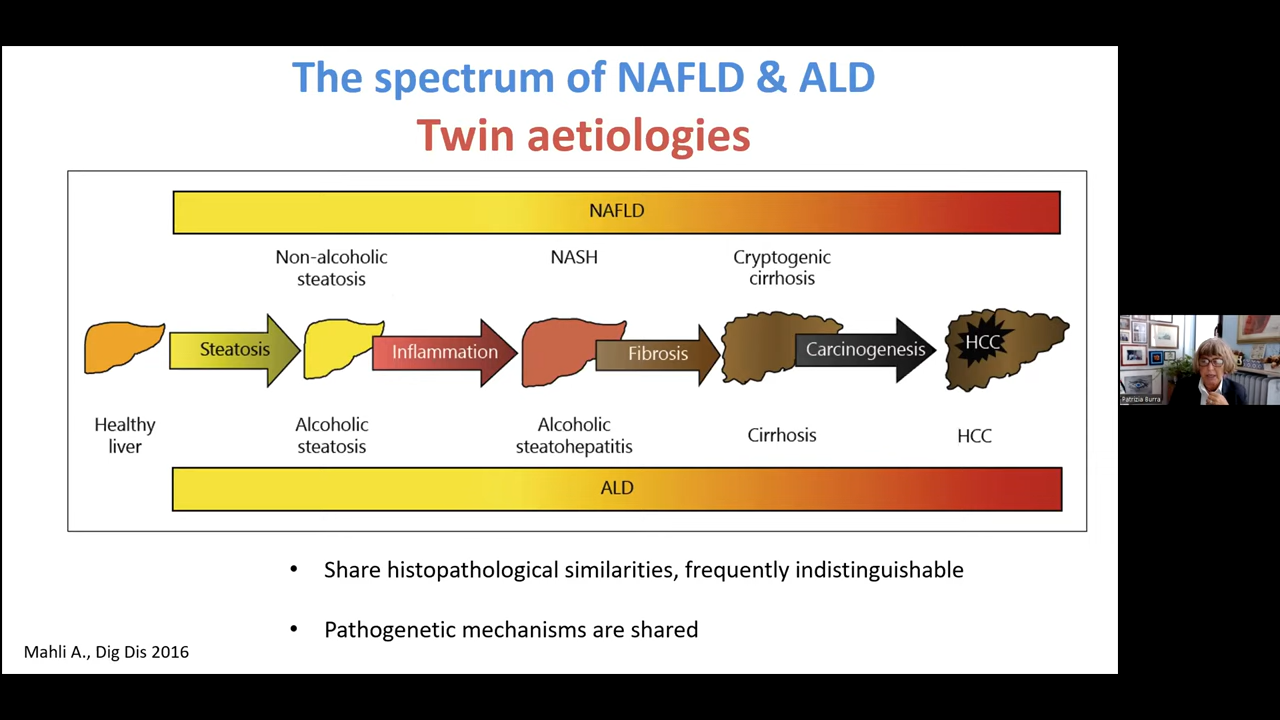 The spectrum of NAFLD & ALD
Twin aetiologies
NAFLD
Non-alcoholic
steatosis
NASH
Cryptogenic
cirrhosis
Steatosis
Inflammation
Fibrosis
Carcinogenesis
HCC
Healthy
liver
Alcoholic
steatosis
Alcoholic
steatohepatitis
Cirrhosis
HCC
ALD
• Share histopathological similarities, frequently indistinguishable
• Pathogenetic mechanisms are shared
Mahli A., Dig Dis 2016
Patrizia Burra